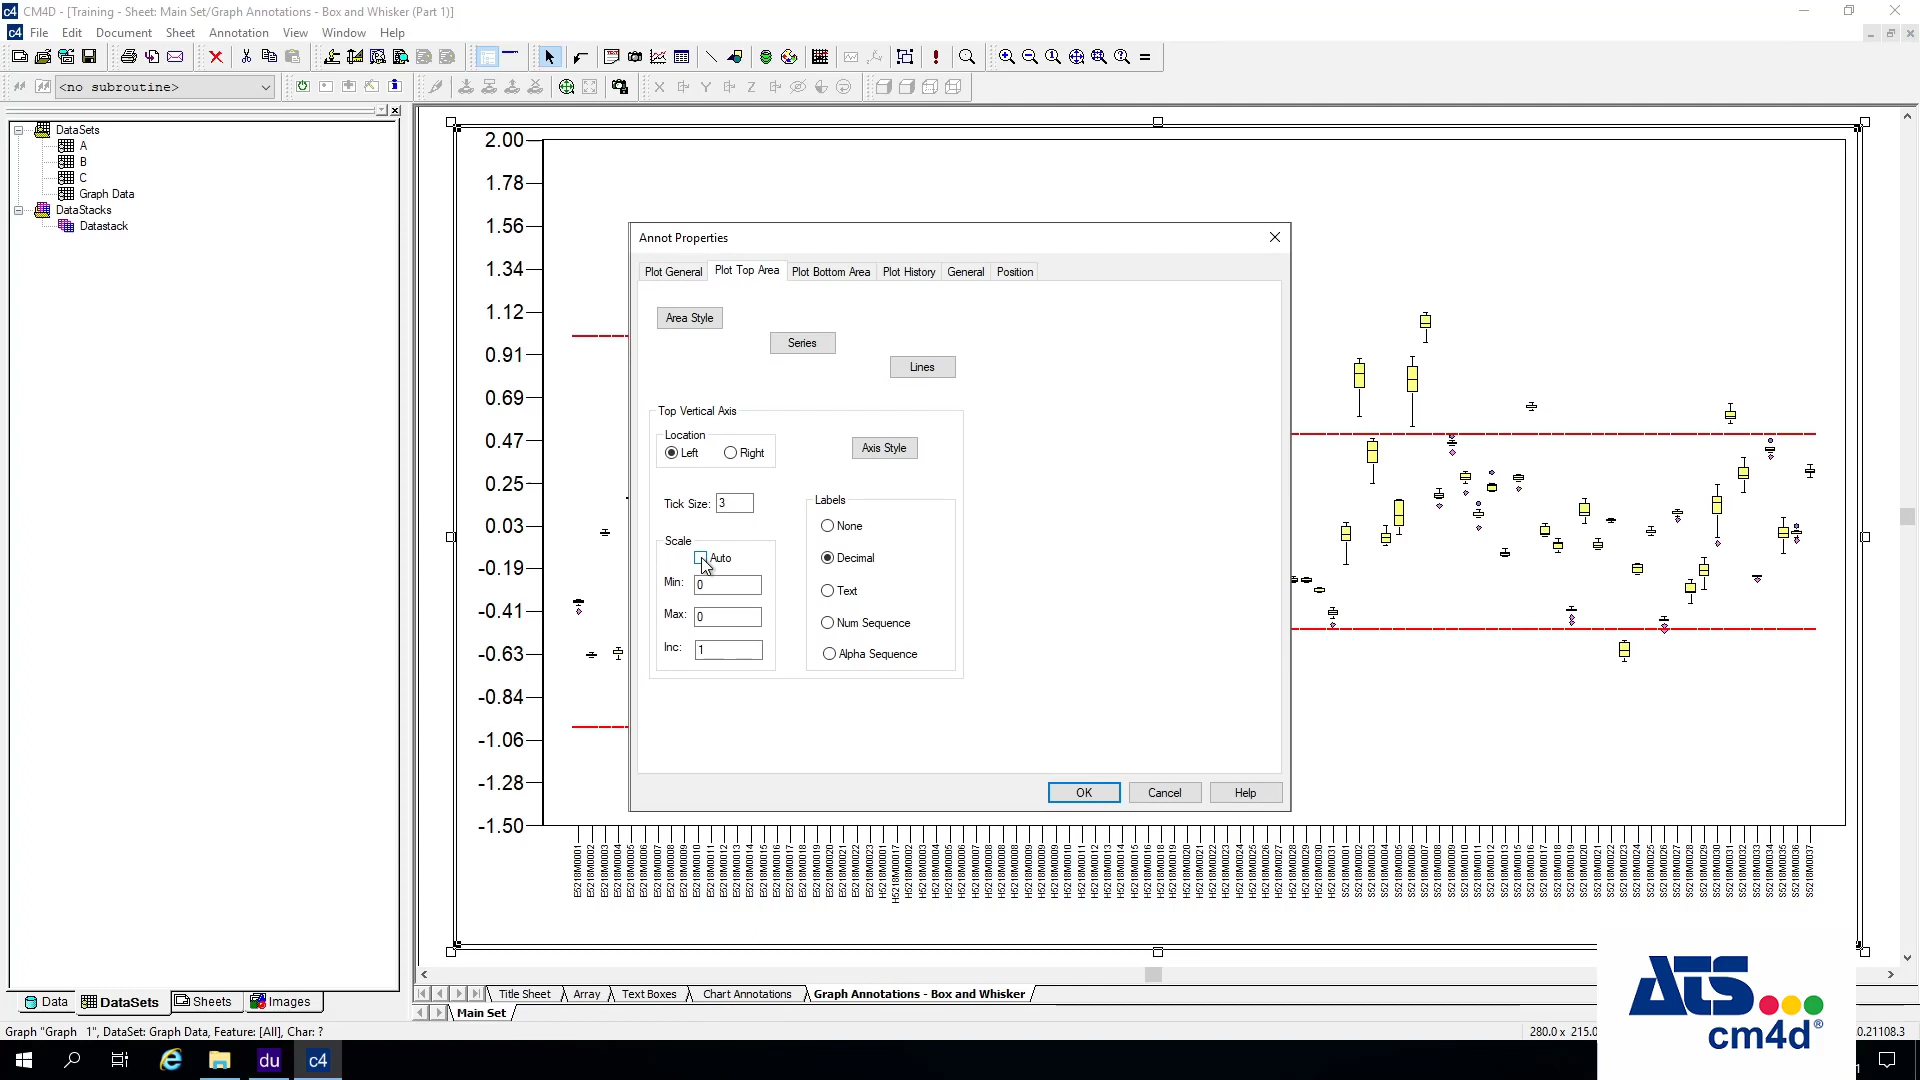 CM4D - [Training - Sheet: Main Set/Graph Annotations - Box and Whisker (Part 1)]
File Edit Document Sheet Annotation View Window Help
<no subroutine>
DataSets
A
B
C
Graph Data
DataStacks
Datastack
2.00
1.78
1.56
1.34
1.12
0.91
0.69
0.47
0.25
0.03
-0.19
-0.41
-0.63
-0.84
-1.06
-1.28
-1.50
Annot Properties
Plot General Plot Top Area Plot Bottom Area Plot History General Position
Area Style
Series
Lines
Top Vertical Axis
Location
Left Right
Axis Style
Tick Size: 3
Labels
None
Decimal
Text
Num Sequence
Alpha Sequence
Scale
Auto
Min: 0
Max: 0
Inc: 1
OK Cancel Help
Data DataSets Sheets Images
Title Sheet Array Text Boxes Chart Annotations Graph Annotations - Box and Whisker
Main Set
Graph "Graph 1", DataSet: Graph Data, Feature: [All], Char: ?
280.0 x 215.0
0.21108.3
ATS
cm4d®